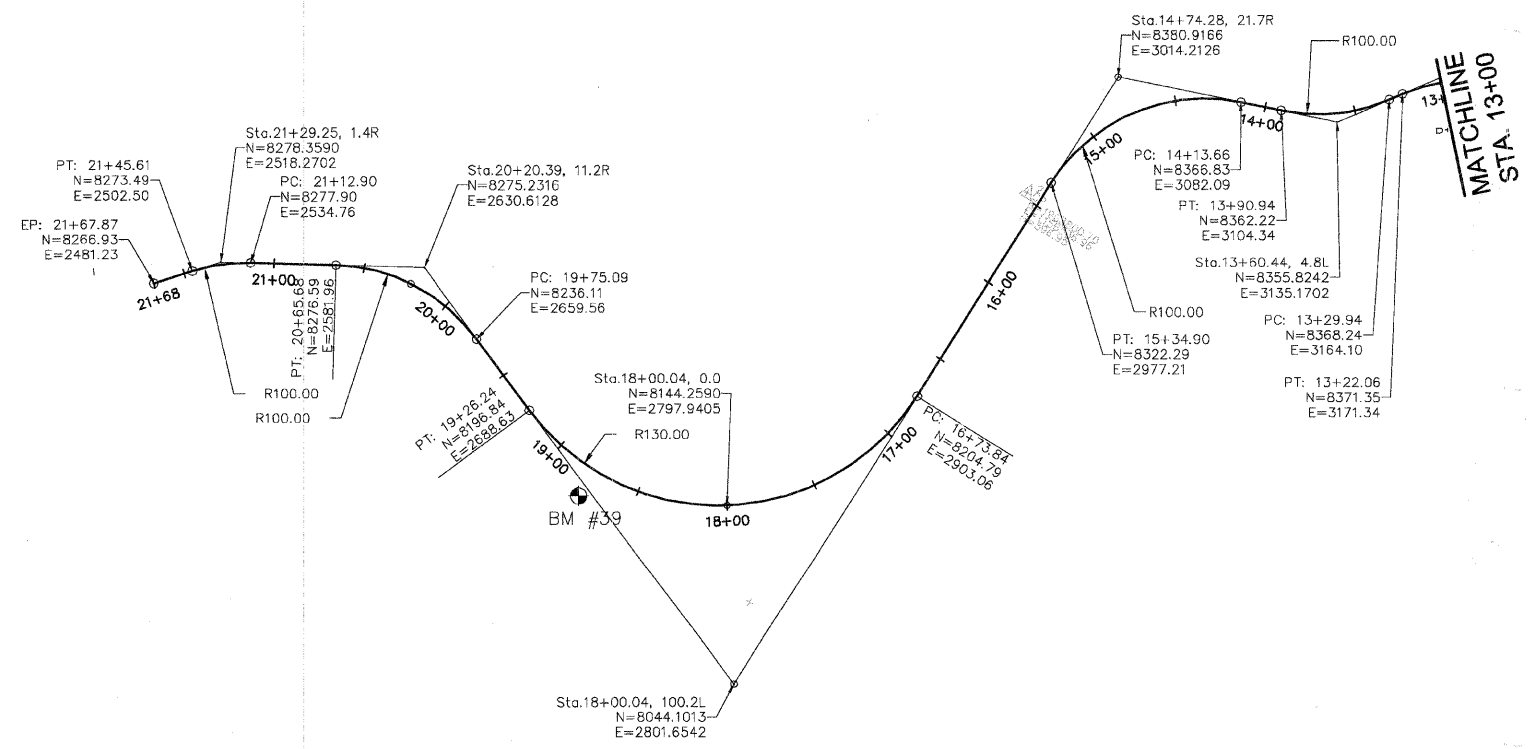 Sta.14+74.28, 21.7R
N=8380.9166
E=3014.2126
R100.00
MATCHLINE
STA. 13+00
14+00
15+00
PC: 14+13.66
N=8366.83
E=3082.09
PT: 13+90.94
N=8362.22
E=3104.34
Sta.13+60.44, 4.8L
N=8355.8242
E=3135.1702
PC: 13+29.94
N=8368.24
E=3164.10
PT: 13+22.06
N=8371.35
E=3171.34
R100.00
PT: 15+34.90
N=8322.29
E=2977.21
16+00
Sta.21+29.25, 1.4R
N=8278.3590
E=2518.2702
PT: 21+45.61
N=8273.49
E=2502.50
PC: 21+12.90
N=8277.90
E=2534.76
EP: 21+67.87
N=8266.93
E=2481.23
21+68
21+00
Sta.20+20.39, 11.2R
N=8275.2316
E=2630.6128
PC: 19+75.09
N=8236.11
E=2659.56
20+00
PT: 20+65.68
N=8276.59
E=2581.96
R100.00
R100.00
PT: 19+26.24
N=8196.84
E=2688.63
Sta.18+00.04, 0.0
N=8144.2590
E=2797.9405
R130.00
19+00
BM #39
18+00
17+00
PC: 16+73.84
N=8204.79
E=2903.06
Sta.18+00.04, 100.2L
N=8044.1013
E=2801.6542